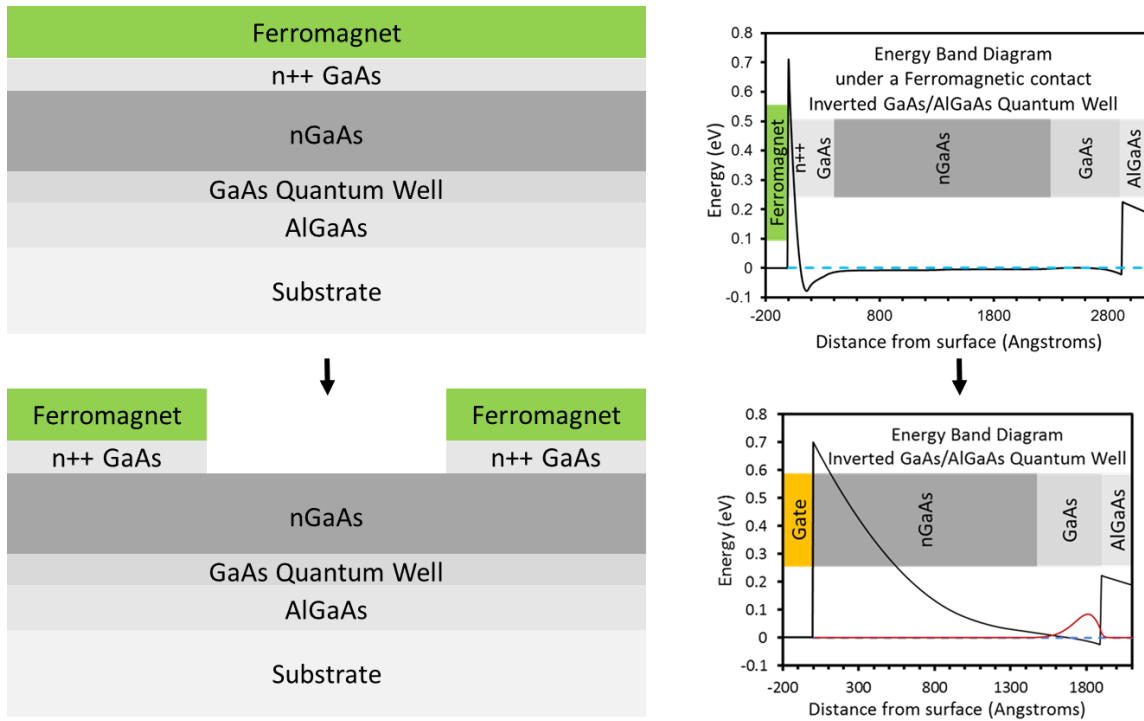 Ferromagnet
n++ GaAs
nGaAs
GaAs Quantum Well
AlGaAs
Substrate
Energy Band Diagram
under a Ferromagnetic contact
Inverted GaAs/AlGaAs Quantum Well
Energy (eV)
0.8
0.7
0.6
0.5
0.4
0.3
0.2
0.1
0
-0.1
Ferromagnet
n++
GaAs
nGaAs
GaAs
AlGaAs
-200 800 1800 2800
Distance from surface (Angstroms)
Ferromagnet Ferromagnet
n++ GaAs n++ GaAs
nGaAs
GaAs Quantum Well
AlGaAs
Substrate
Energy Band Diagram
Inverted GaAs/AlGaAs Quantum Well
Energy (eV)
0.8
0.7
0.6
0.5
0.4
0.3
0.2
0.1
0
-0.1
Gate
nGaAs
GaAs
AlGaAs
-200 300 800 1300 1800
Distance from surface (Angstroms)